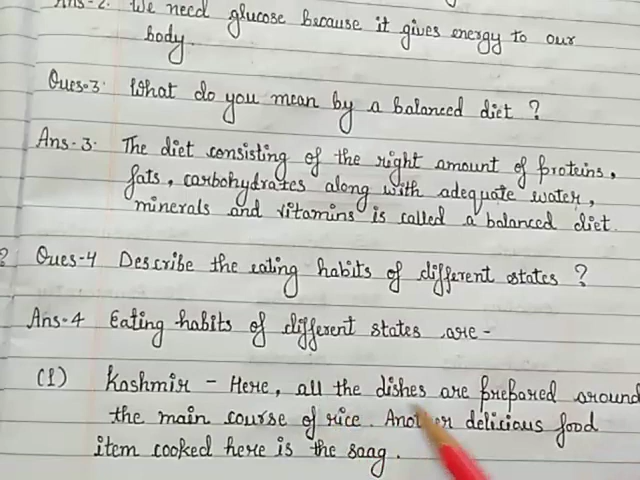 Ans-2. We need glucose because it gives energy to our
body.
Ques.3. What do you mean by a balanced diet ?
Ans.3. The diet consisting of the right amount of proteins,
fats, carbohydrates along with adequate water,
minerals and vitamins is called a balanced diet.
? Ques-4 Describe the eating habits of different states ?
Ans.4 Eating habits of different states are-
(1) Kashmir - Here, all the dishes are prepared around
the main course of rice. Another delicious food
item cooked here is the saag.